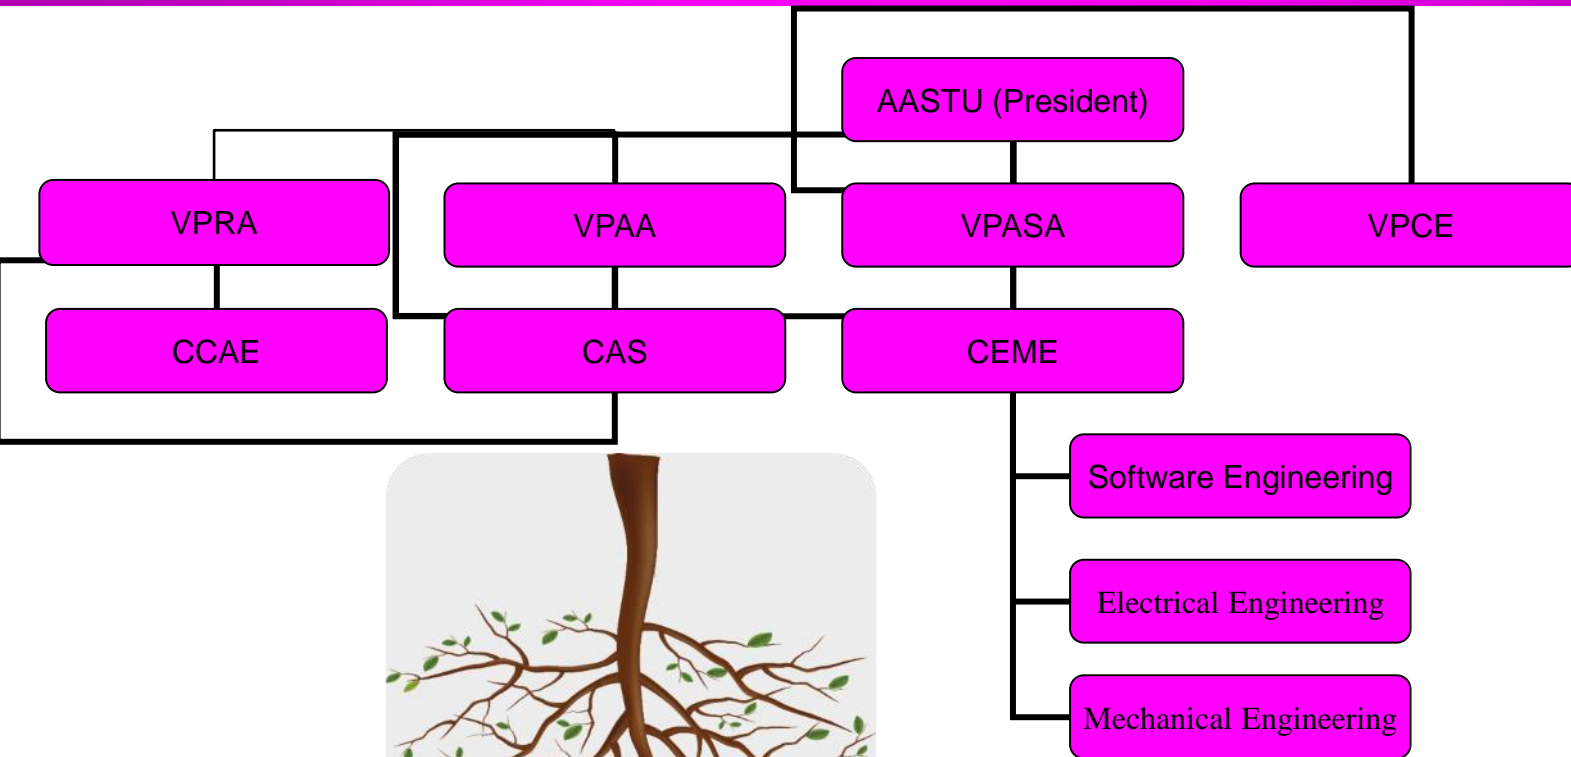 AASTU (President)
VPRA
VPAA
VPASA
VPCE
CCAE
CAS
CEME
Software Engineering
Electrical Engineering
Mechanical Engineering